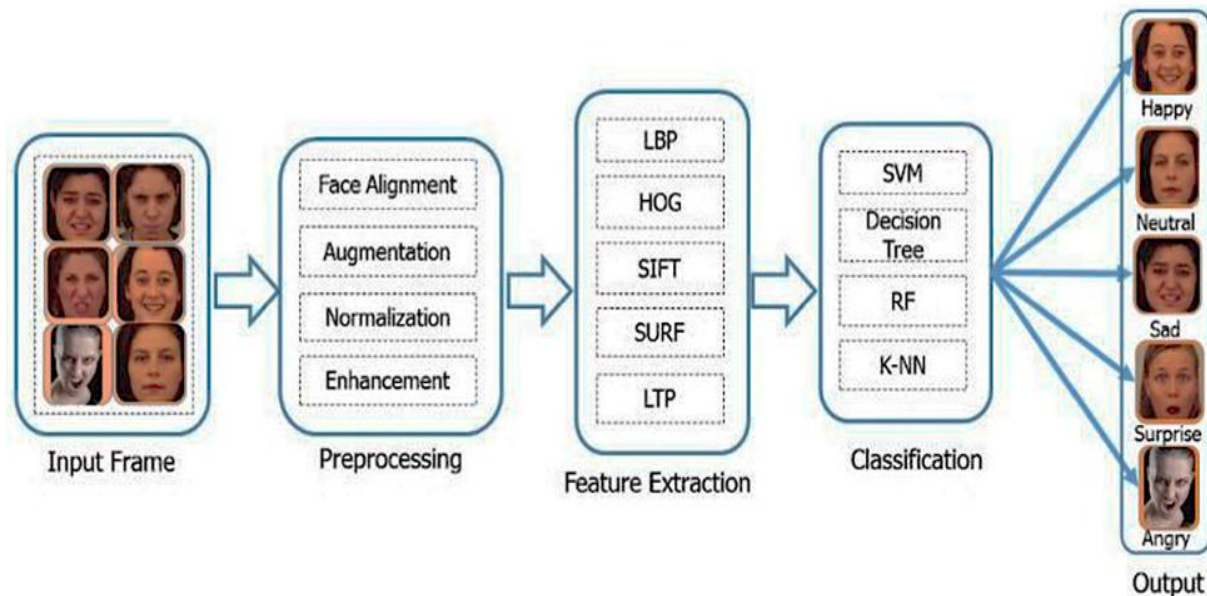 Input Frame
Face Alignment
Augmentation
Normalization
Enhancement
Preprocessing
LBP
HOG
SIFT
SURF
LTP
Feature Extraction
SVM
Decision
Tree
RF
K-NN
Classification
Happy
Neutral
Sad
Surprise
Angry
Output